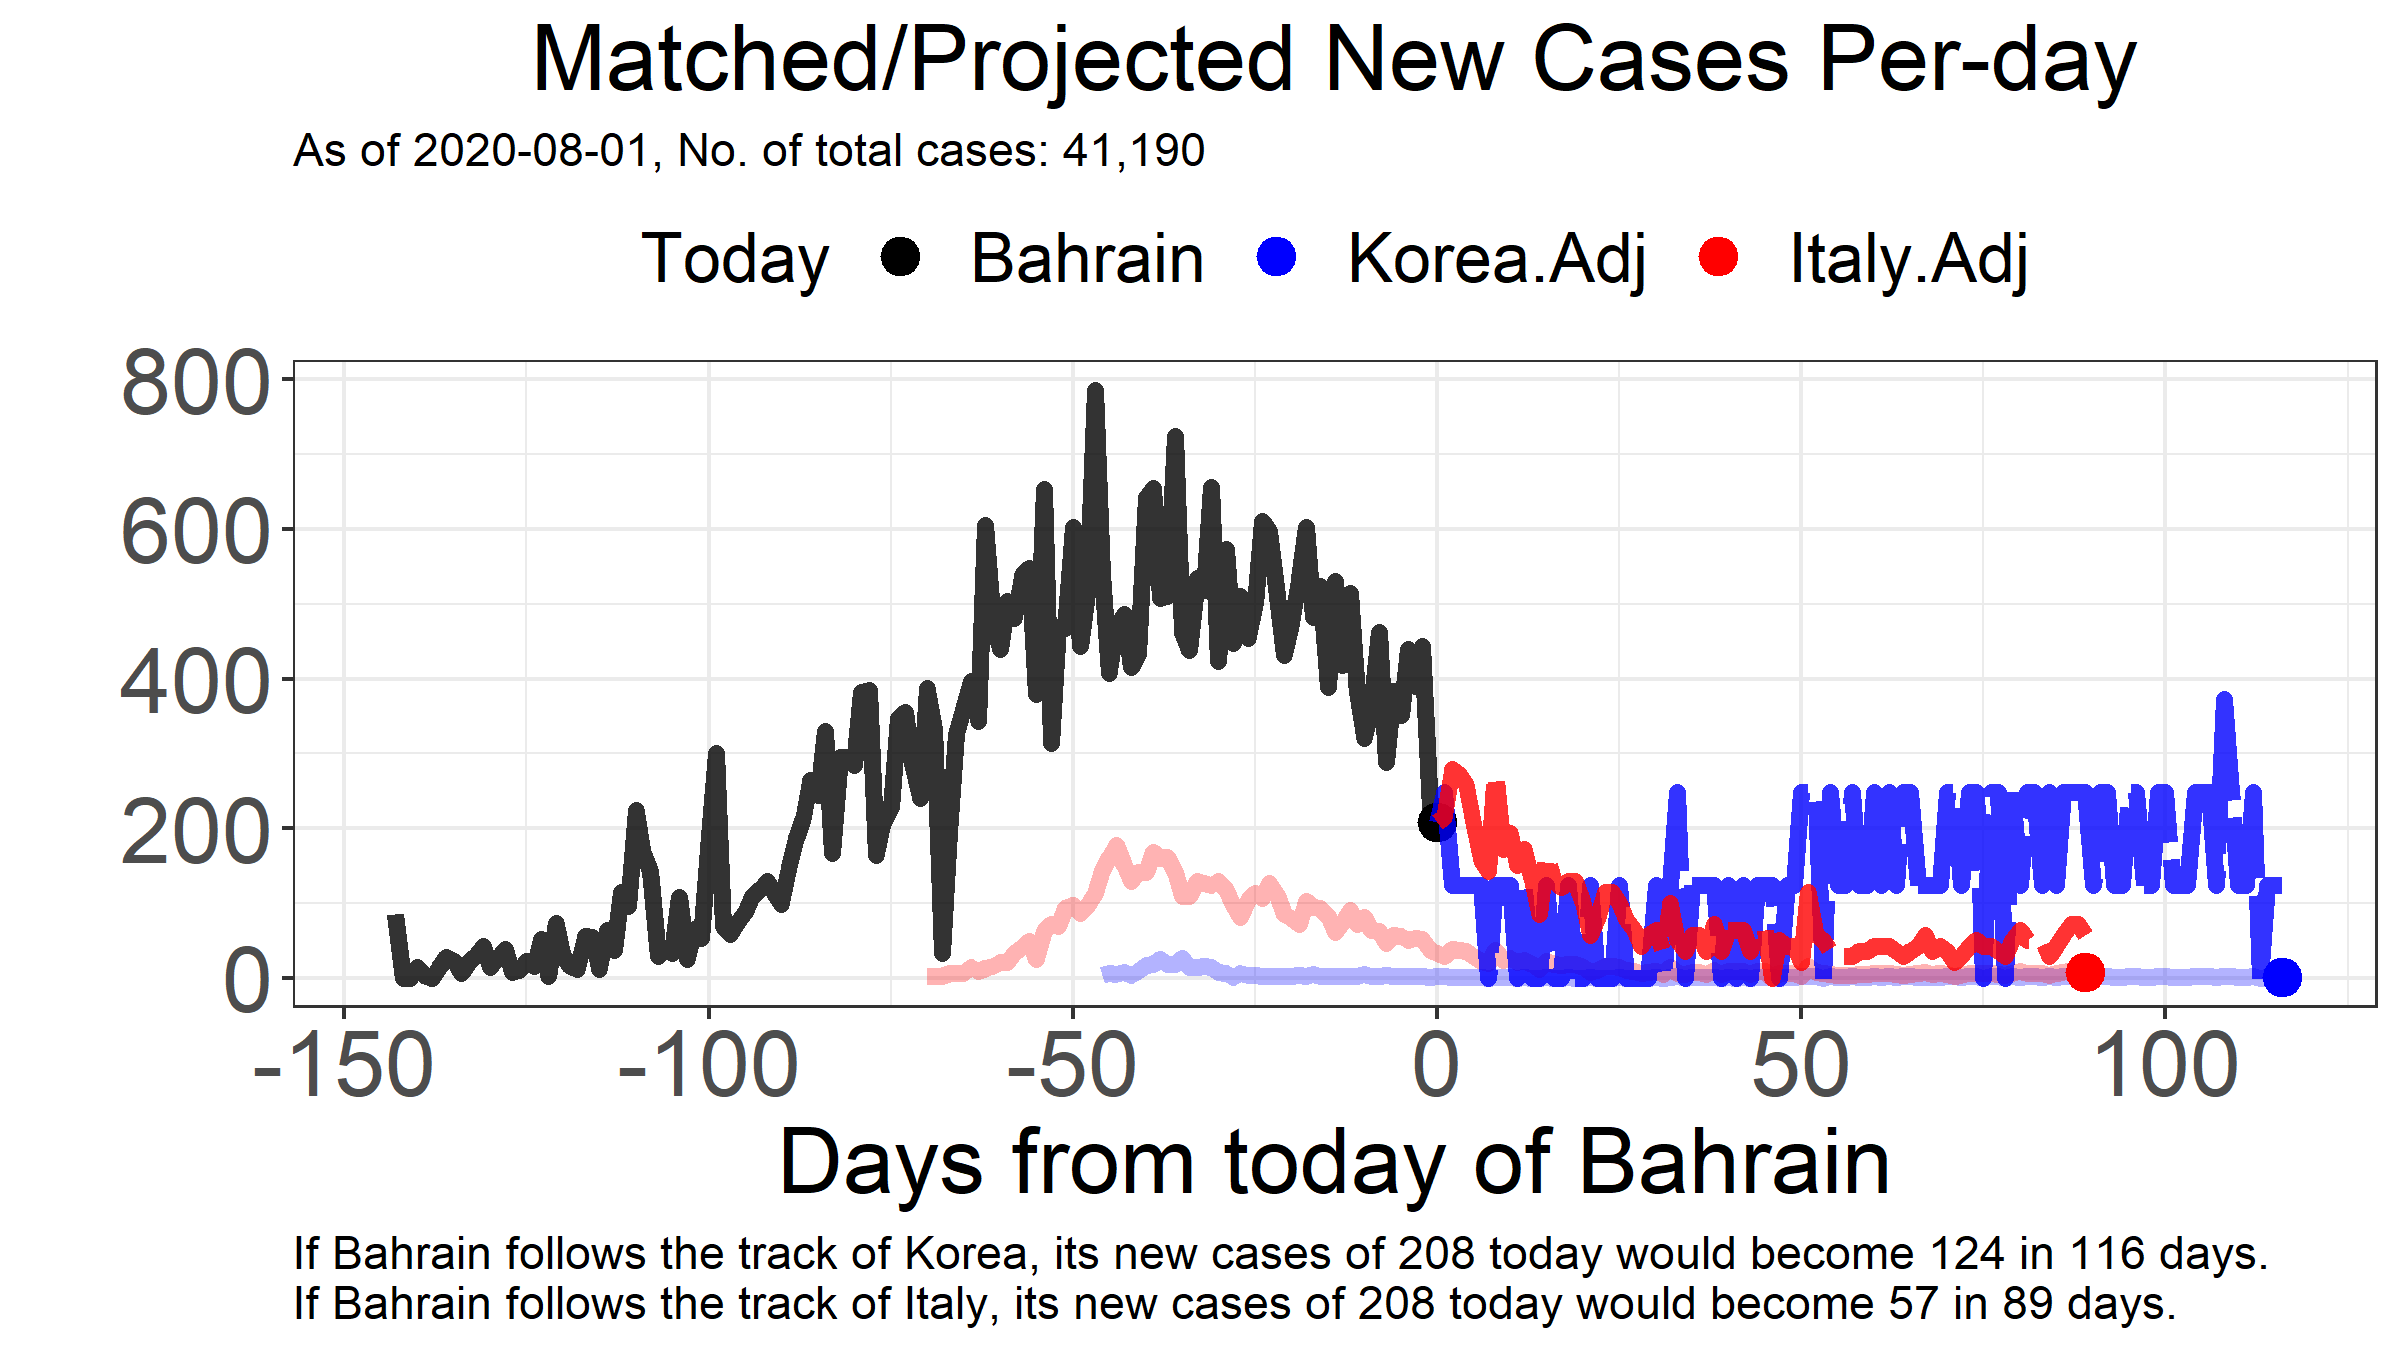 Matched/Projected New Cases Per-day
As of 2020-08-01, No. of total cases: 41,190
Today Bahrain Korea.Adj Italy.Adj
800
600
400
200
0
-150 -100 -50 0 50 100
Days from today of Bahrain
If Bahrain follows the track of Korea, its new cases of 208 today would become 124 in 116 days.
If Bahrain follows the track of Italy, its new cases of 208 today would become 57 in 89 days.